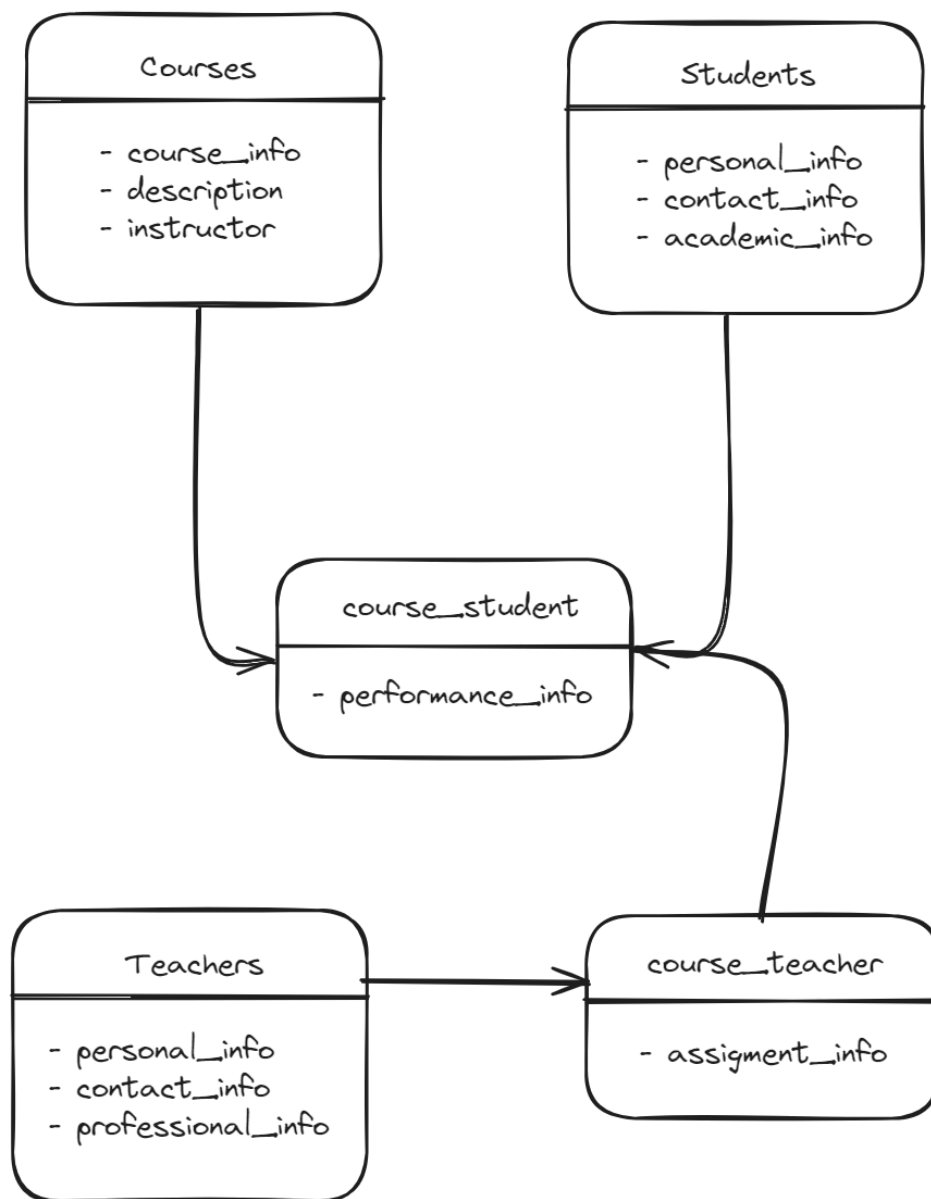 Courses
- course_info
- description
- instructor
Students
- personal_info
- contact_info
- academic_info
course_student
- performance_info
Teachers
- personal_info
- contact_info
- professional_info
course_teacher
- assigment_info